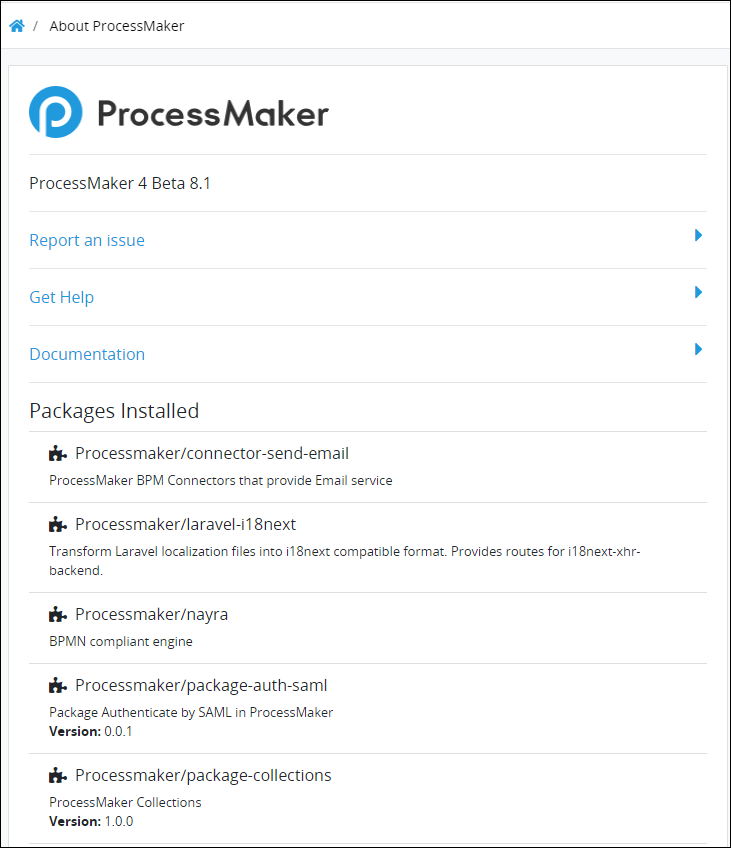 / About ProcessMaker
ProcessMaker
ProcessMaker 4 Beta 8.1
Report an issue
Get Help
Documentation
Packages Installed
Processmaker/connector-send-email
ProcessMaker BPM Connectors that provide Email service
Processmaker/laravel-i18next
Transform Laravel localization files into i18next compatible format. Provides routes for i18next-xhr-
backend.
Processmaker/nayra
BPMN compliant engine
Processmaker/package-auth-saml
Package Authenticate by SAML in ProcessMaker
Version: 0.0.1
Processmaker/package-collections
ProcessMaker Collections
Version: 1.0.0